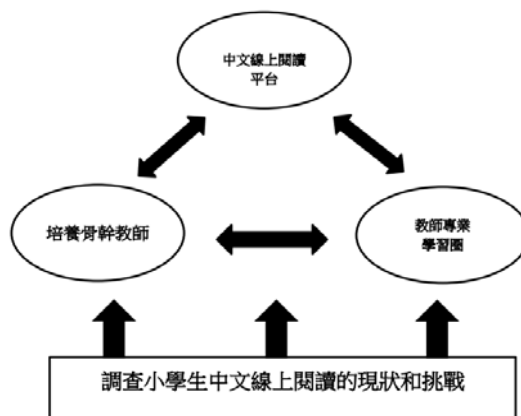 中文線上閱讀
平台
培養骨幹教師
教師專業
學習圈
調查小學生中文線上閱讀的現狀和挑戰